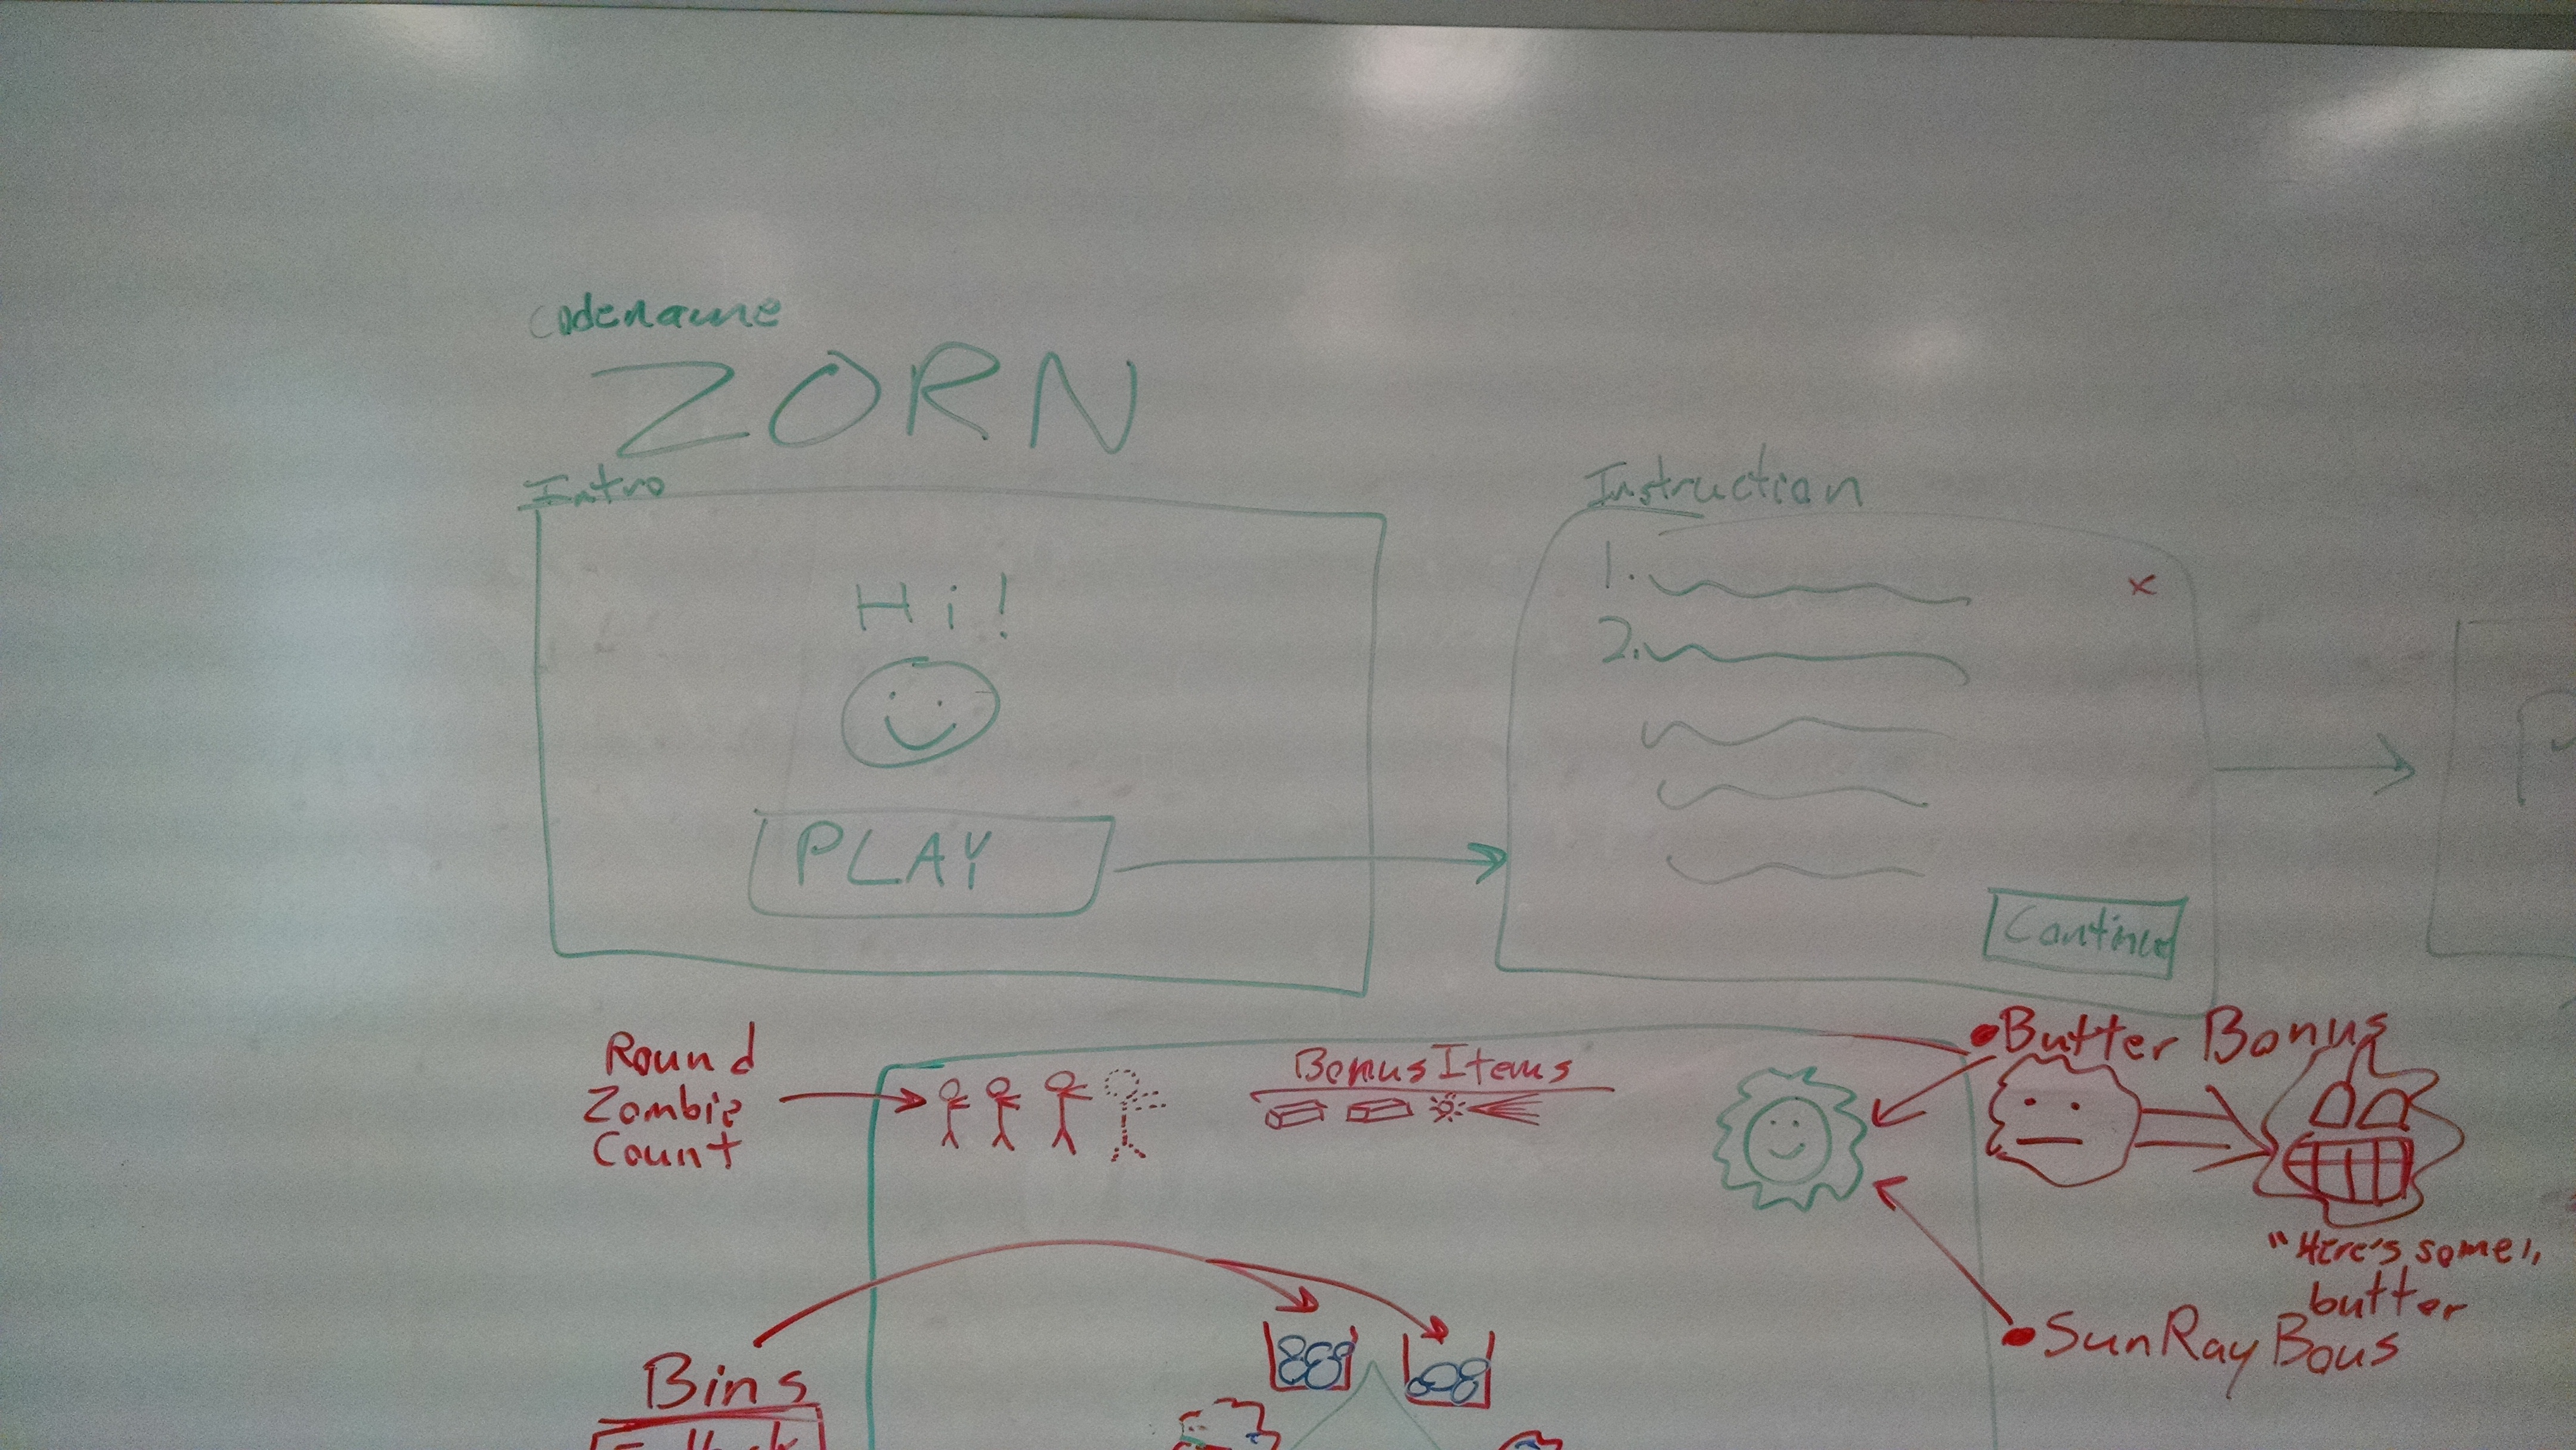 codename
ZORN
Intro
Hi!
PLAY
Instruction
1.
2.
Continue
Round
Zombie
Count
Bonus Items
Butter Bonus
"Here's some"
butter
SunRay Bous
Bins